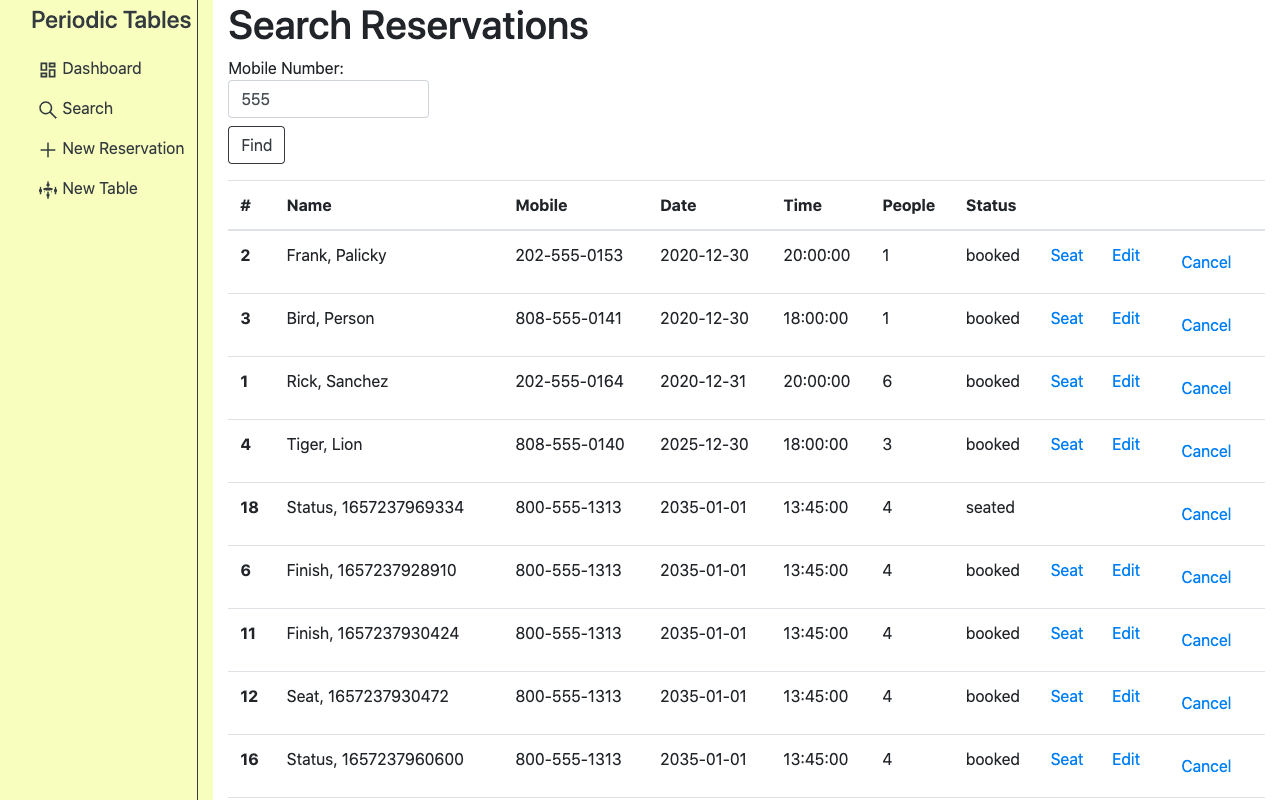 Periodic Tables
Dashboard
Search
New Reservation
New Table
Search Reservations
Mobile Number:
555
Find
# Name Mobile Date Time People Status
2 Frank, Palicky 202-555-0153 2020-12-30 20:00:00 1 booked Seat Edit Cancel
3 Bird, Person 808-555-0141 2020-12-30 18:00:00 1 booked Seat Edit Cancel
1 Rick, Sanchez 202-555-0164 2020-12-31 20:00:00 6 booked Seat Edit Cancel
4 Tiger, Lion 808-555-0140 2025-12-30 18:00:00 3 booked Seat Edit Cancel
18 Status, 1657237969334 800-555-1313 2035-01-01 13:45:00 4 seated Cancel
6 Finish, 1657237928910 800-555-1313 2035-01-01 13:45:00 4 booked Seat Edit Cancel
11 Finish, 1657237930424 800-555-1313 2035-01-01 13:45:00 4 booked Seat Edit Cancel
12 Seat, 1657237930472 800-555-1313 2035-01-01 13:45:00 4 booked Seat Edit Cancel
16 Status, 1657237960600 800-555-1313 2035-01-01 13:45:00 4 booked Seat Edit Cancel